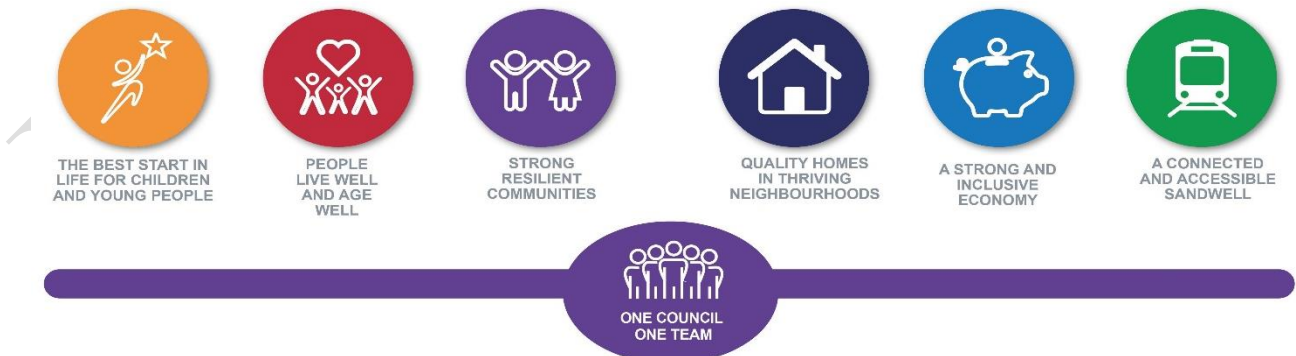 THE BEST START IN
LIFE FOR CHILDREN
AND YOUNG PEOPLE
PEOPLE
LIVE WELL
AND AGE
WELL
STRONG
RESILIENT
COMMUNITIES
QUALITY HOMES
IN THRIVING
NEIGHBOURHOODS
A STRONG AND
INCLUSIVE
ECONOMY
A CONNECTED
AND ACCESSIBLE
SANDWELL
ONE COUNCIL
ONE TEAM